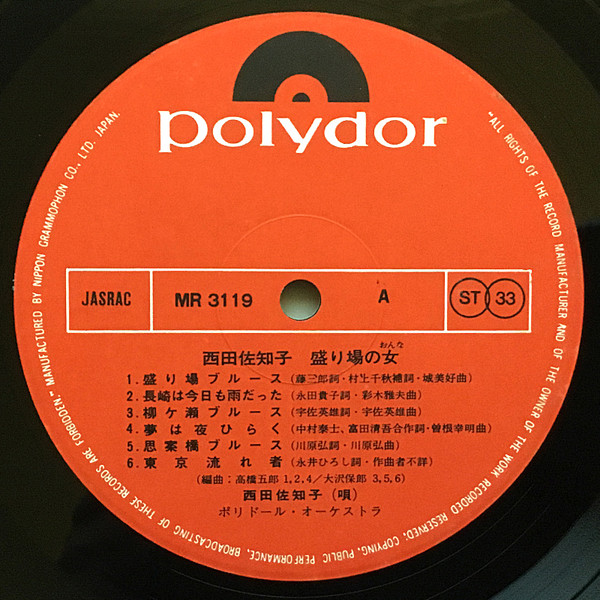 polydor
JASRAC
MR 3119
A
ST 33
西田佐知子 盛り場の女
おんな
1. 盛り場ブルース (藤三郎詞・村上千秋補詞・城美好曲)
2. 長崎は今日も雨だった (永田貴子詞・彩木雅夫曲)
3. 柳ケ瀬ブルース (宇佐英雄詞・宇佐英雄曲)
4. 夢は夜ひらく (中村泰士、富田清吾合作詞・曽根幸明曲)
5. 思案橋ブルース (川原弘詞・川原弘曲)
6. 東京流れ者 (永井ひろし詞・作曲者不詳)
(編曲：高橋五郎 1,2,4／大沢保郎 3,5,6)
西田佐知子 (唄)
ポリドール・オーケストラ
"ALL RIGHTS OF THE RECORD MANUFACTURER AND OF THE OWNER OF THE WORK RECORDED RESERVED, COPYING, PUBLIC PERFORMANCE, BROADCASTING OF THESE RECORDS ARE FORBIDDEN." MANUFACTURED BY NIPPON GRAMMOPHON CO., LTD. JAPAN.